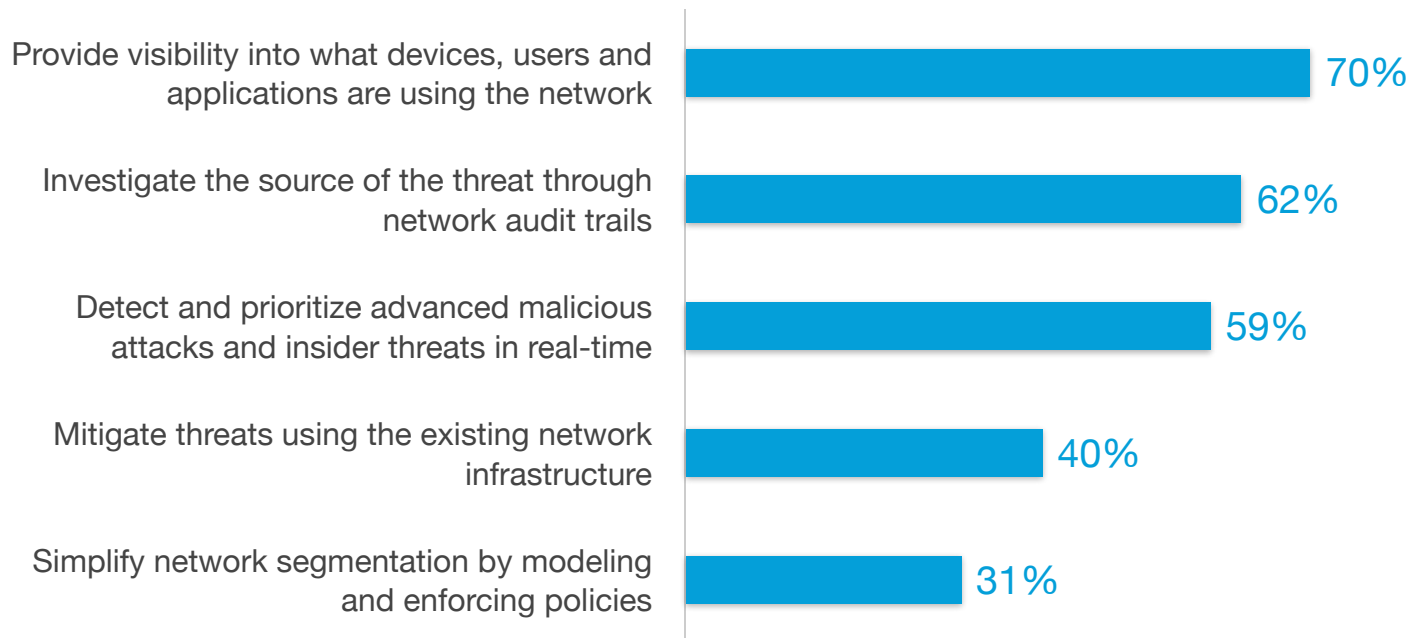 Provide visibility into what devices, users and
applications are using the network
70%
Investigate the source of the threat through
network audit trails
62%
Detect and prioritize advanced malicious
attacks and insider threats in real-time
59%
Mitigate threats using the existing network
infrastructure
40%
Simplify network segmentation by modeling
and enforcing policies
31%